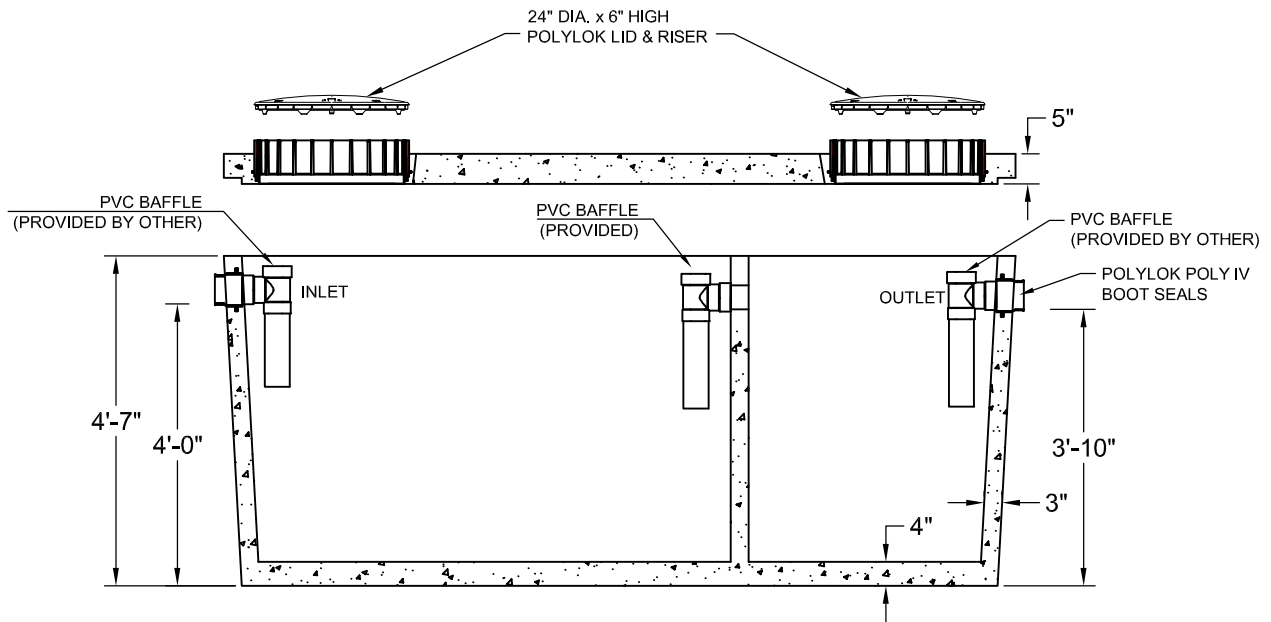 24" DIA. x 6" HIGH
POLYLOK LID & RISER
5"
PVC BAFFLE
(PROVIDED BY OTHER)
PVC BAFFLE
(PROVIDED)
PVC BAFFLE
(PROVIDED BY OTHER)
INLET
OUTLET
POLYLOK POLY IV
BOOT SEALS
4'-7"
4'-0"
3'-10"
3"
4"